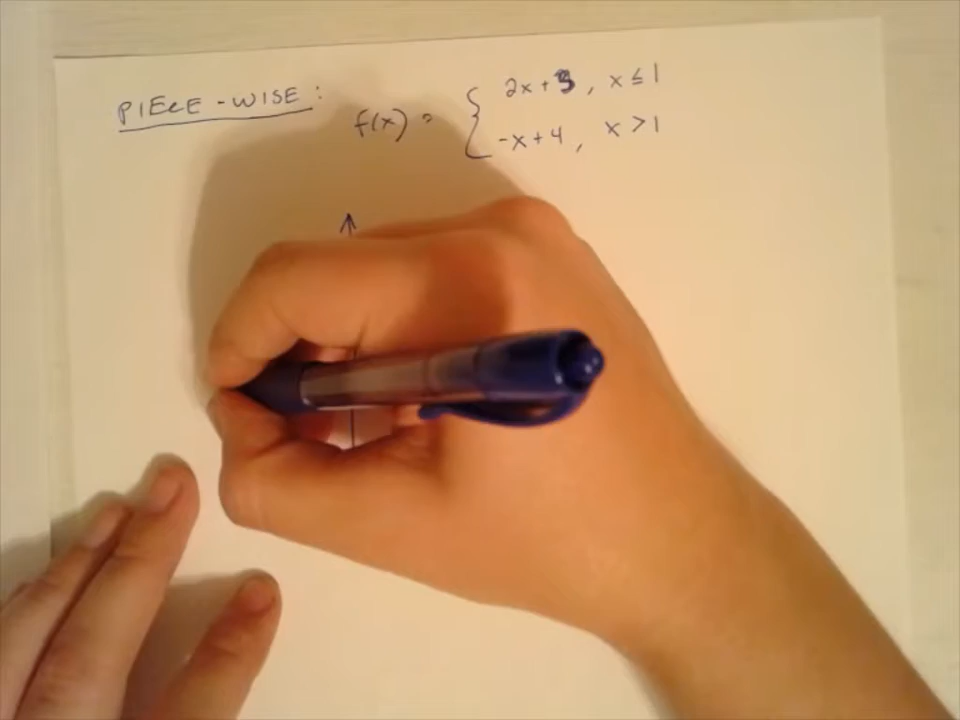 PIECE-WISE:
f(x) = { 2x+3, x ≤ 1
-x+4, x > 1